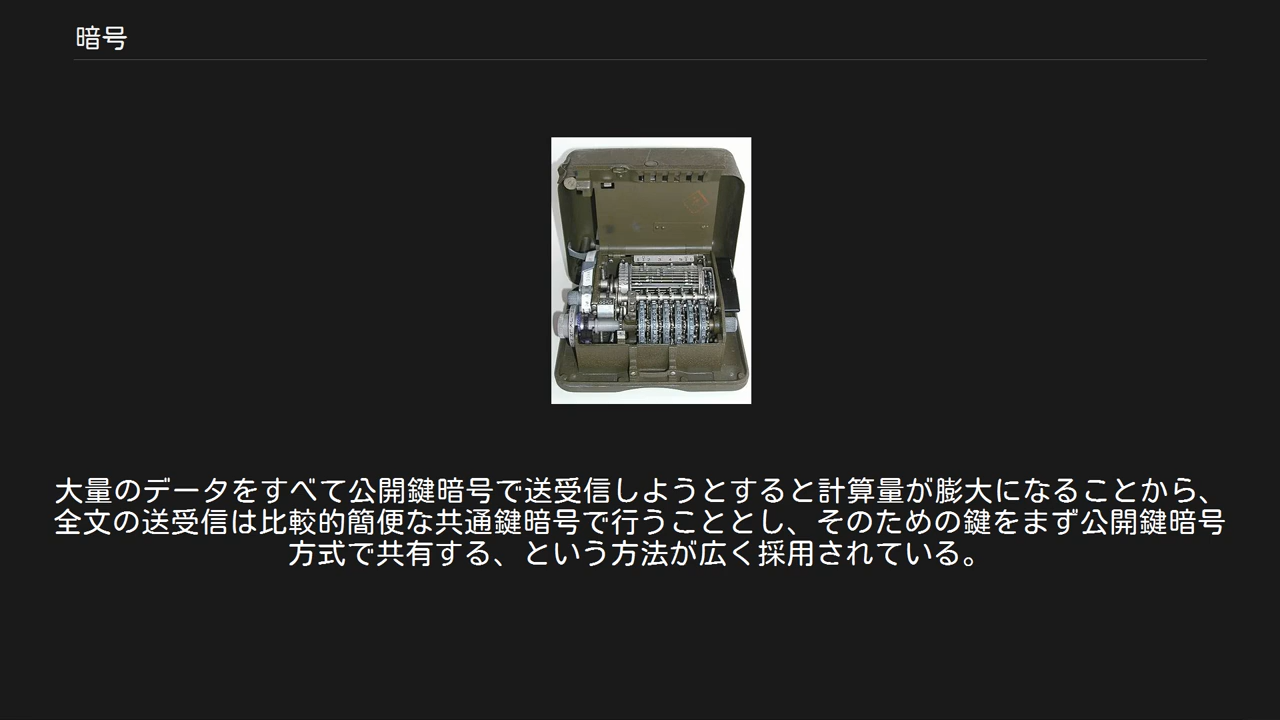 暗号
大量のデータをすべて公開鍵暗号で送受信しようとすると計算量が膨大になることから、
全文の送受信は比較的簡便な共通鍵暗号で行うこととし、そのための鍵をまず公開鍵暗号
方式で共有する、という方法が広く採用されている。